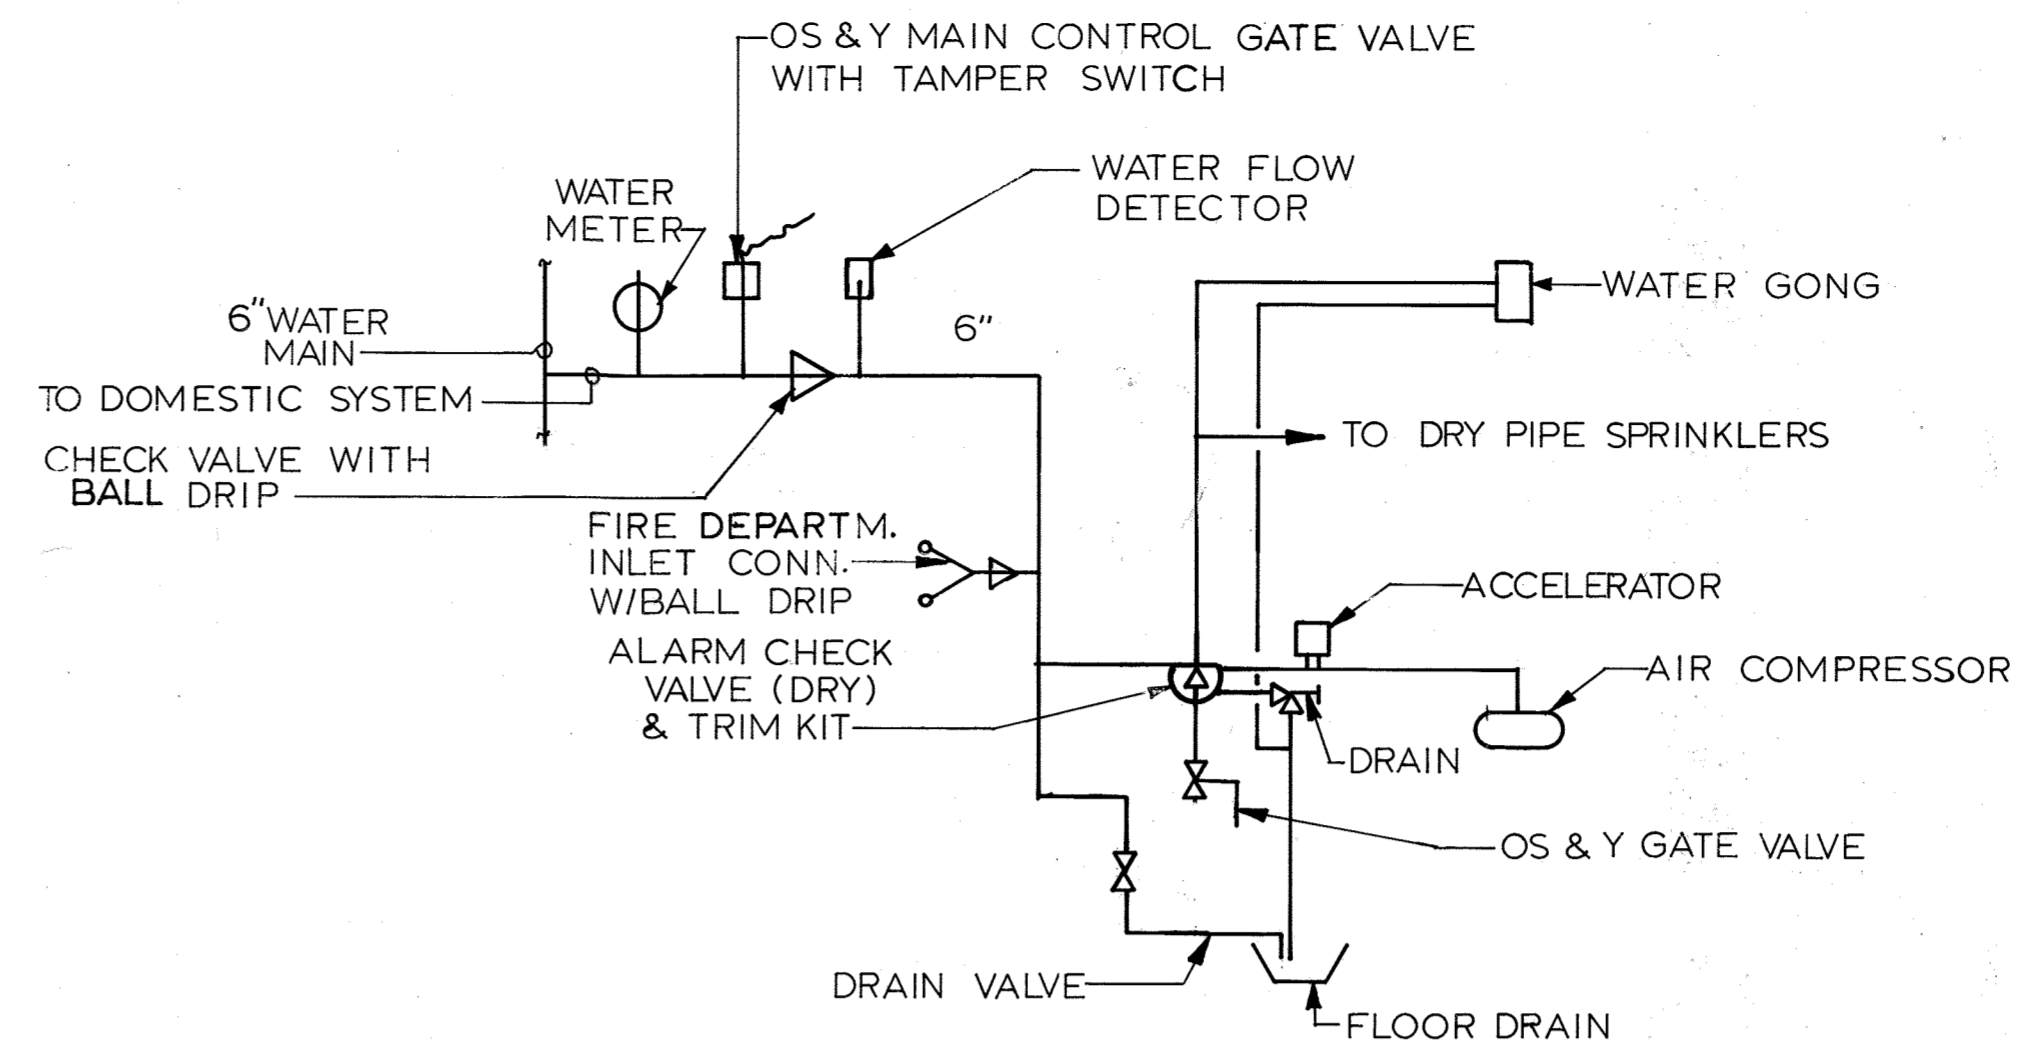 OS & Y MAIN CONTROL GATE VALVE
WITH TAMPER SWITCH
WATER FLOW
DETECTOR
WATER
METER
6" WATER
MAIN
6"
WATER GONG
TO DOMESTIC SYSTEM
TO DRY PIPE SPRINKLERS
CHECK VALVE WITH
BALL DRIP
FIRE DEPARTM.
INLET CONN.
W/BALL DRIP
ACCELERATOR
ALARM CHECK
VALVE (DRY)
& TRIM KIT
AIR COMPRESSOR
DRAIN
OS & Y GATE VALVE
DRAIN VALVE
FLOOR DRAIN